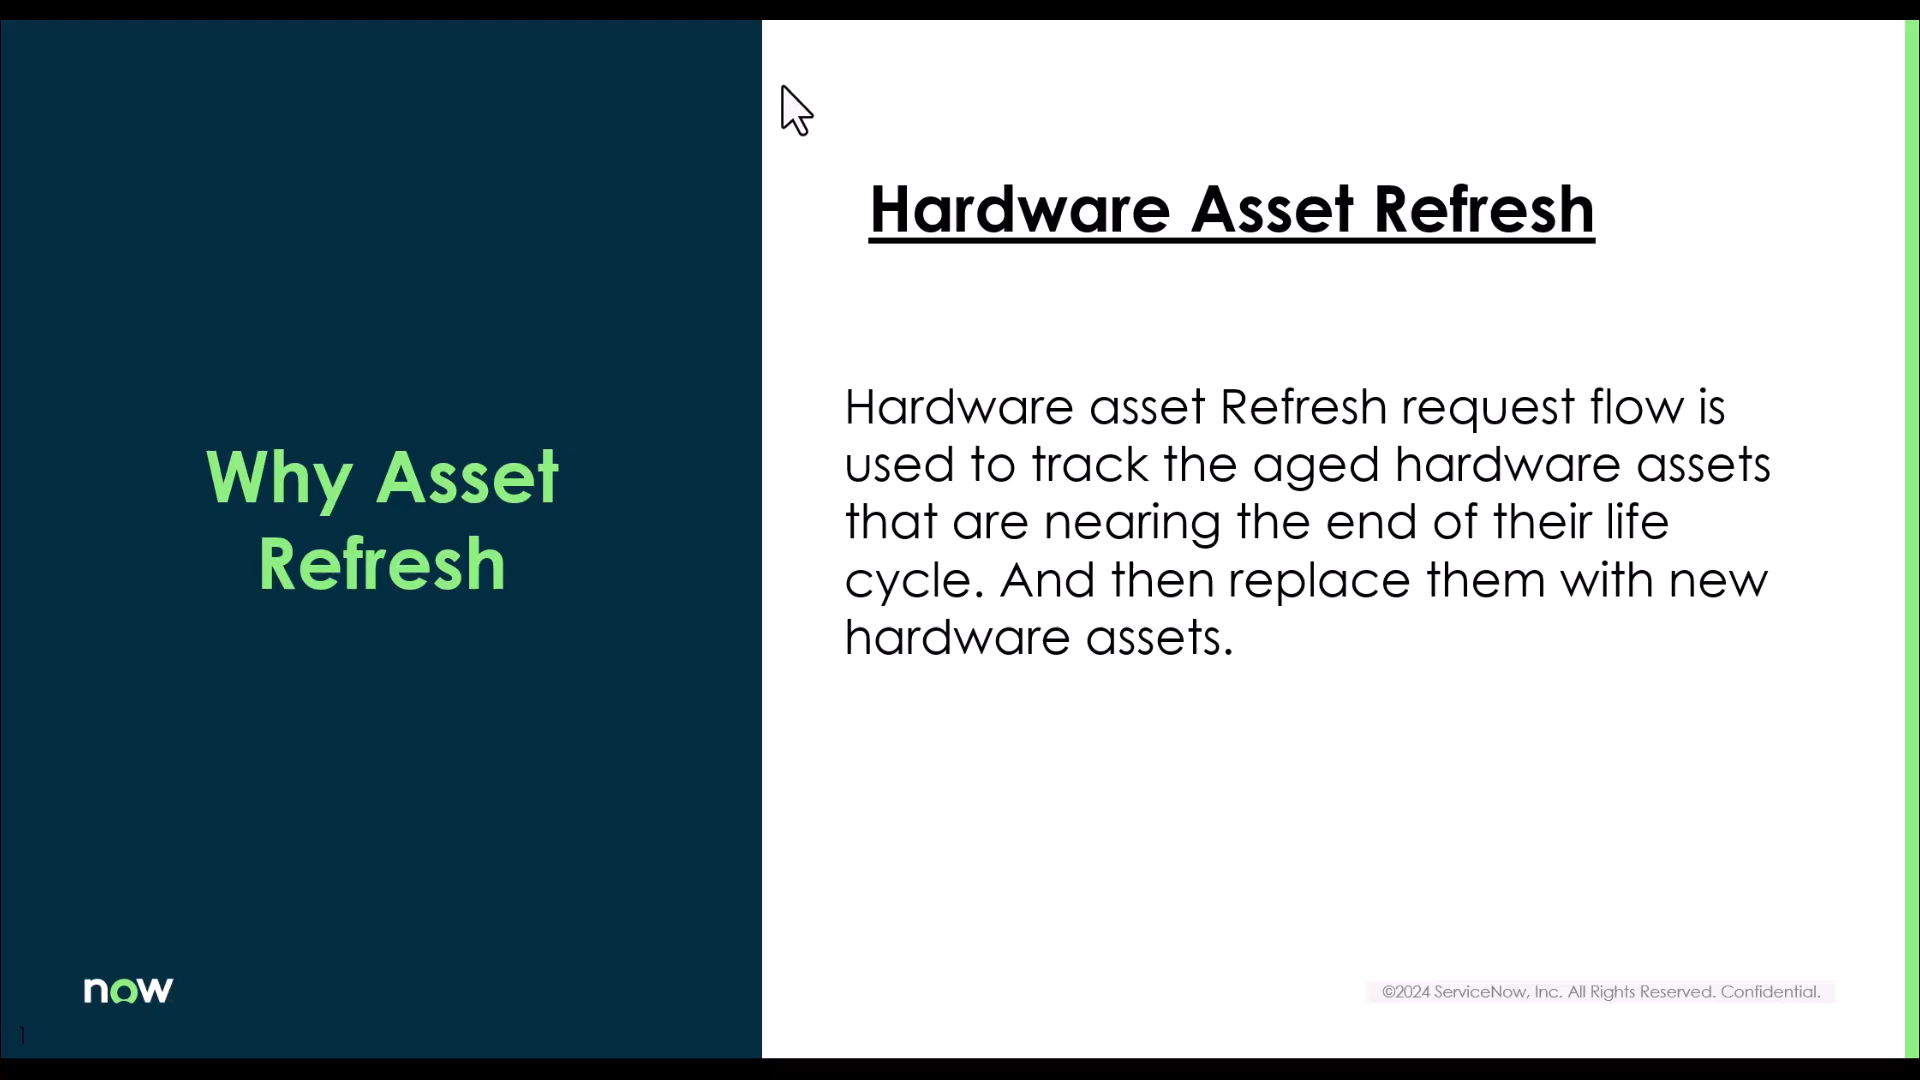 Why Asset
Refresh
Hardware Asset Refresh
Hardware asset Refresh request flow is
used to track the aged hardware assets
that are nearing the end of their life
cycle. And then replace them with new
hardware assets.
now
©2024 ServiceNow, Inc. All Rights Reserved. Confidential.
1